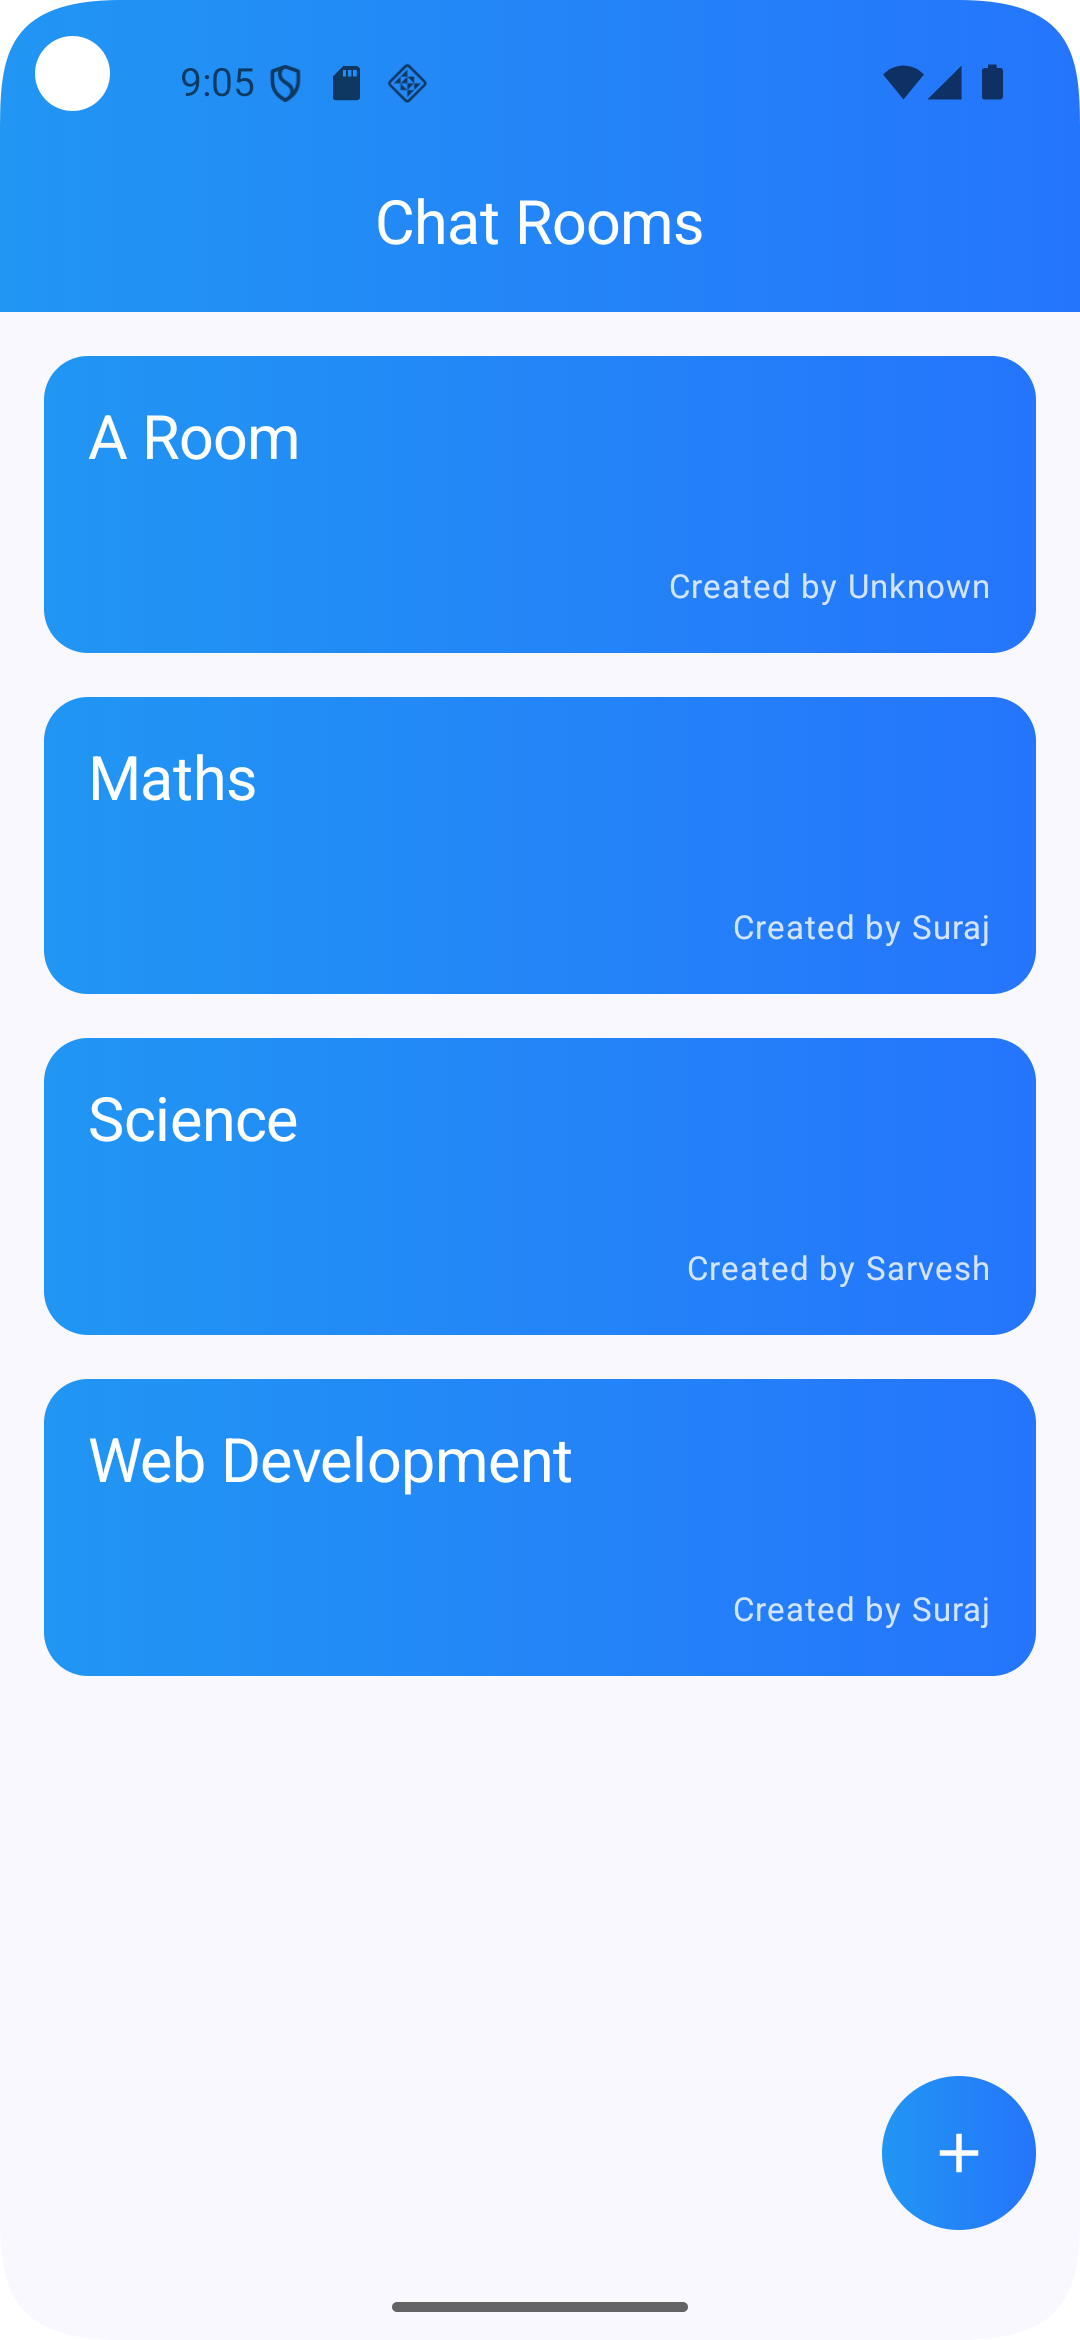 9:05
Chat Rooms
A Room
Created by Unknown
Maths
Created by Suraj
Science
Created by Sarvesh
Web Development
Created by Suraj